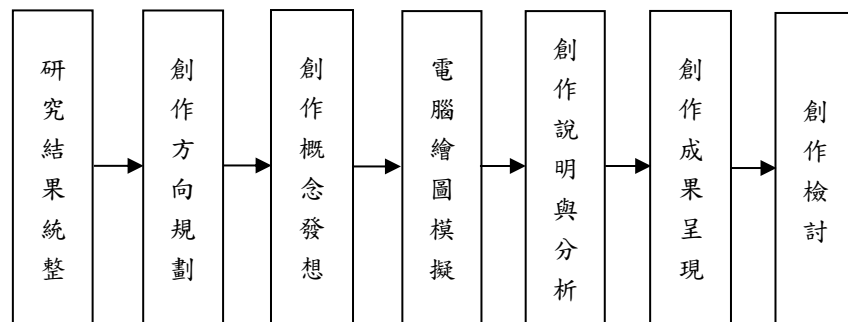 研究結果統整
創作方向規劃
創作概念發想
電腦繪圖模擬
創作說明與分析
創作成果呈現
創作檢討